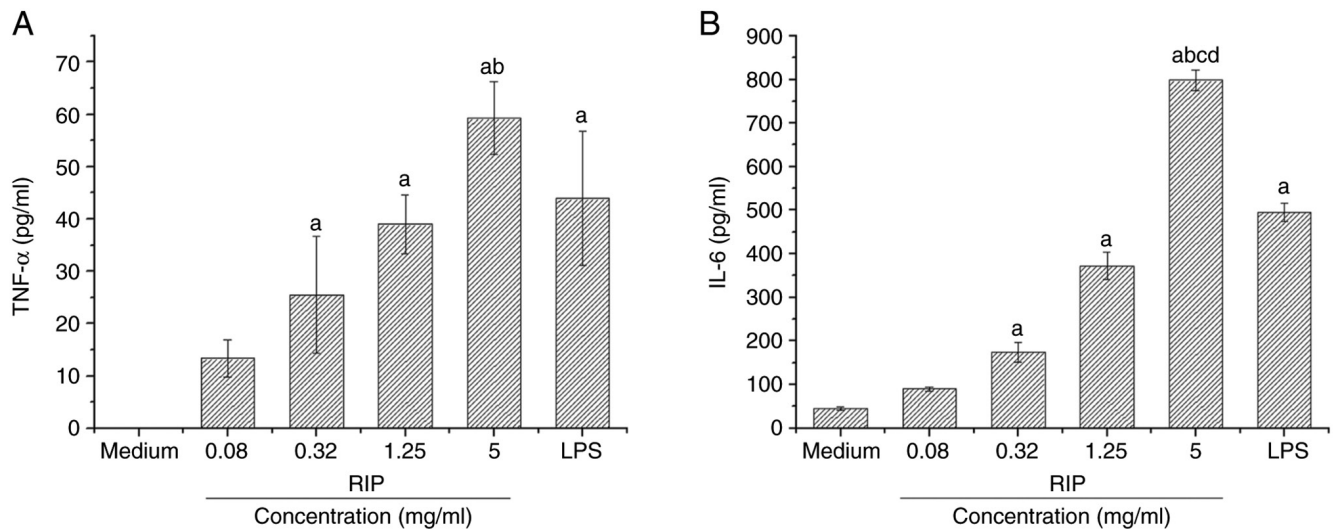 A
TNF-α (pg/ml)
70
60
50
40
30
20
10
0
a
a
ab
a
Medium 0.08 0.32 1.25 5 LPS
RIP
Concentration (mg/ml)
B
IL-6 (pg/ml)
900
800
700
600
500
400
300
200
100
0
a
a
abcd
a
Medium 0.08 0.32 1.25 5 LPS
RIP
Concentration (mg/ml)